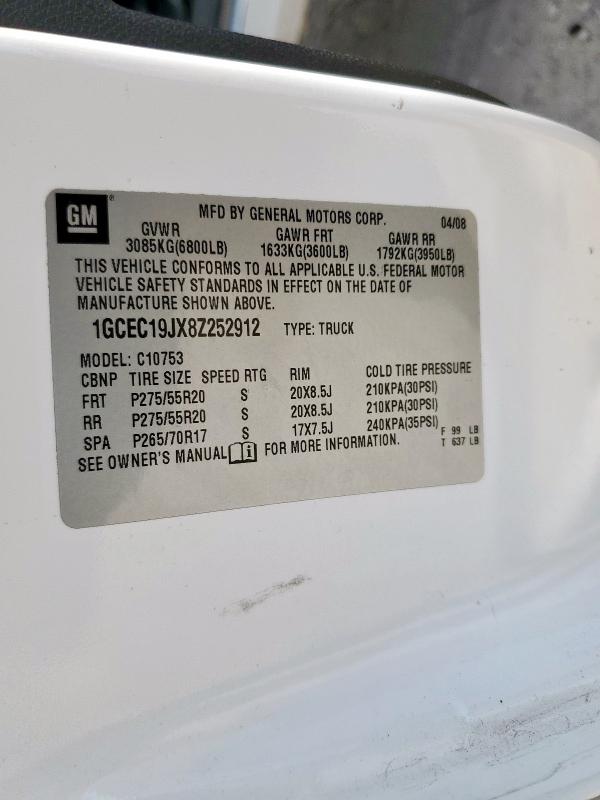 GM®
MFD BY GENERAL MOTORS CORP. 04/08
GVWR GAWR FRT GAWR RR
3085KG(6800LB) 1633KG(3600LB) 1792KG(3950LB)
THIS VEHICLE CONFORMS TO ALL APPLICABLE U.S. FEDERAL MOTOR
VEHICLE SAFETY STANDARDS IN EFFECT ON THE DATE OF
MANUFACTURE SHOWN ABOVE.
1GCEC19JX8Z252912 TYPE: TRUCK
MODEL: C10753
CBNP TIRE SIZE SPEED RTG RIM COLD TIRE PRESSURE
FRT P275/55R20 S 20X8.5J 210KPA(30PSI)
RR P275/55R20 S 20X8.5J 210KPA(30PSI)
SPA P265/70R17 S 17X7.5J 240KPA(35PSI)
F 99 LB
T 637 LB
SEE OWNER'S MANUAL i FOR MORE INFORMATION.